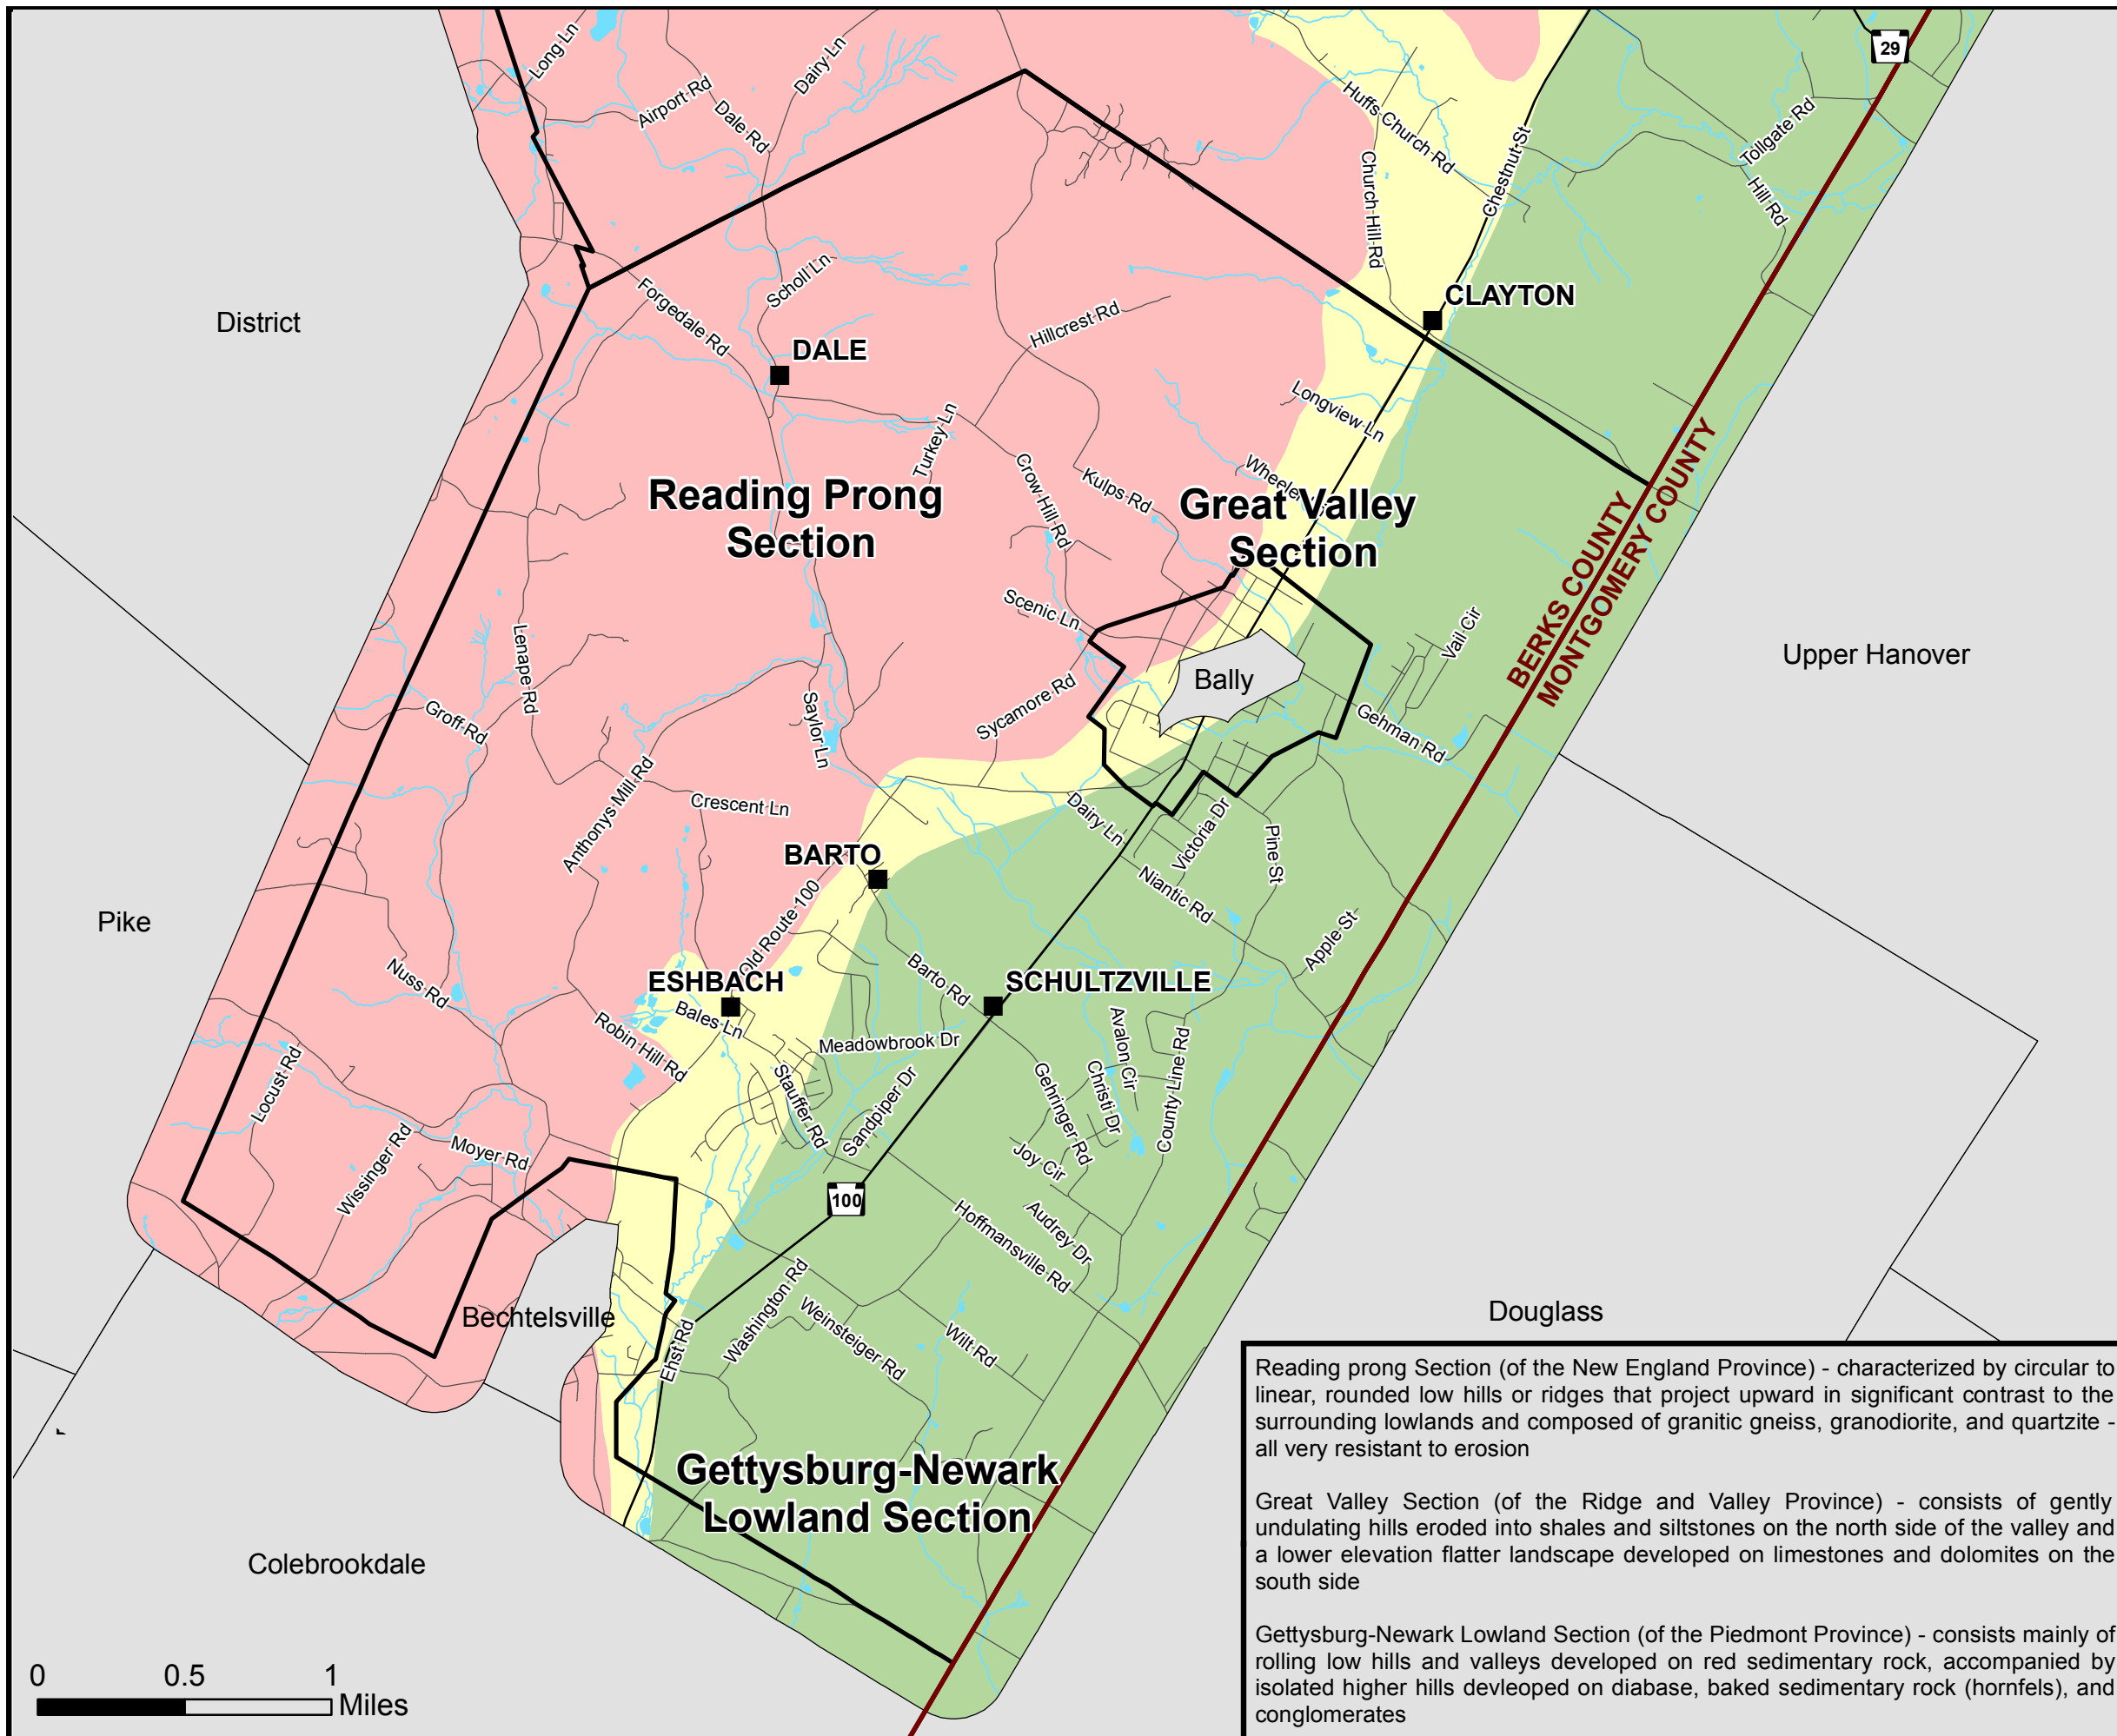 29
Long Ln
Dairy Ln
Airport Rd
Dale Rd
Huffs Church Rd
Tollgate Rd
Church Hill Rd
Chestnut St
Hill Rd
Scholl Ln
Forgedale Rd
CLAYTON
District
Hillcrest Rd
DALE
Longview Ln
Turkey Ln
Crow Hill Rd
Kulps Rd
Wheeler
Reading Prong
Section
Great Valley
Section
BERKS COUNTY
MONTGOMERY COUNTY
Scenic Ln
Vail Cir
Lenape Rd
Bally
Upper Hanover
Groff Rd
Saylor Ln
Sycamore Rd
Gehman Rd
Anthonys Mill Rd
Crescent Ln
Dairy Ln
Victoria Dr
Pine St
BARTO
Niantic Rd
Pike
Old Route 100
Apple St
Nuss Rd
Barto Rd
ESHBACH
SCHULTZVILLE
Bales Ln
Robin Hill Rd
Meadowbrook Dr
Avalon Cir
Locust Rd
Stauffer Rd
Sandpiper Dr
Gehringer Rd
Christi Dr
County Line Rd
Wissinger Rd
Moyer Rd
Joy Cir
100
Hoffmansville Rd
Audrey Dr
Bechtelsville
Washington Rd
Weinsteiger Rd
Wilt Rd
Ehst Rd
Douglass
Gettysburg-Newark
Lowland Section
Colebrookdale
0 0.5 1
Miles
Reading prong Section (of the New England Province) - characterized by circular to
linear, rounded low hills or ridges that project upward in significant contrast to the
surrounding lowlands and composed of granitic gneiss, granodiorite, and quartzite -
all very resistant to erosion
Great Valley Section (of the Ridge and Valley Province) - consists of gently
undulating hills eroded into shales and siltstones on the north side of the valley and
a lower elevation flatter landscape developed on limestones and dolomites on the
south side
Gettysburg-Newark Lowland Section (of the Piedmont Province) - consists mainly of
rolling low hills and valleys developed on red sedimentary rock, accompanied by
isolated higher hills devleoped on diabase, baked sedimentary rock (hornfels), and
conglomerates